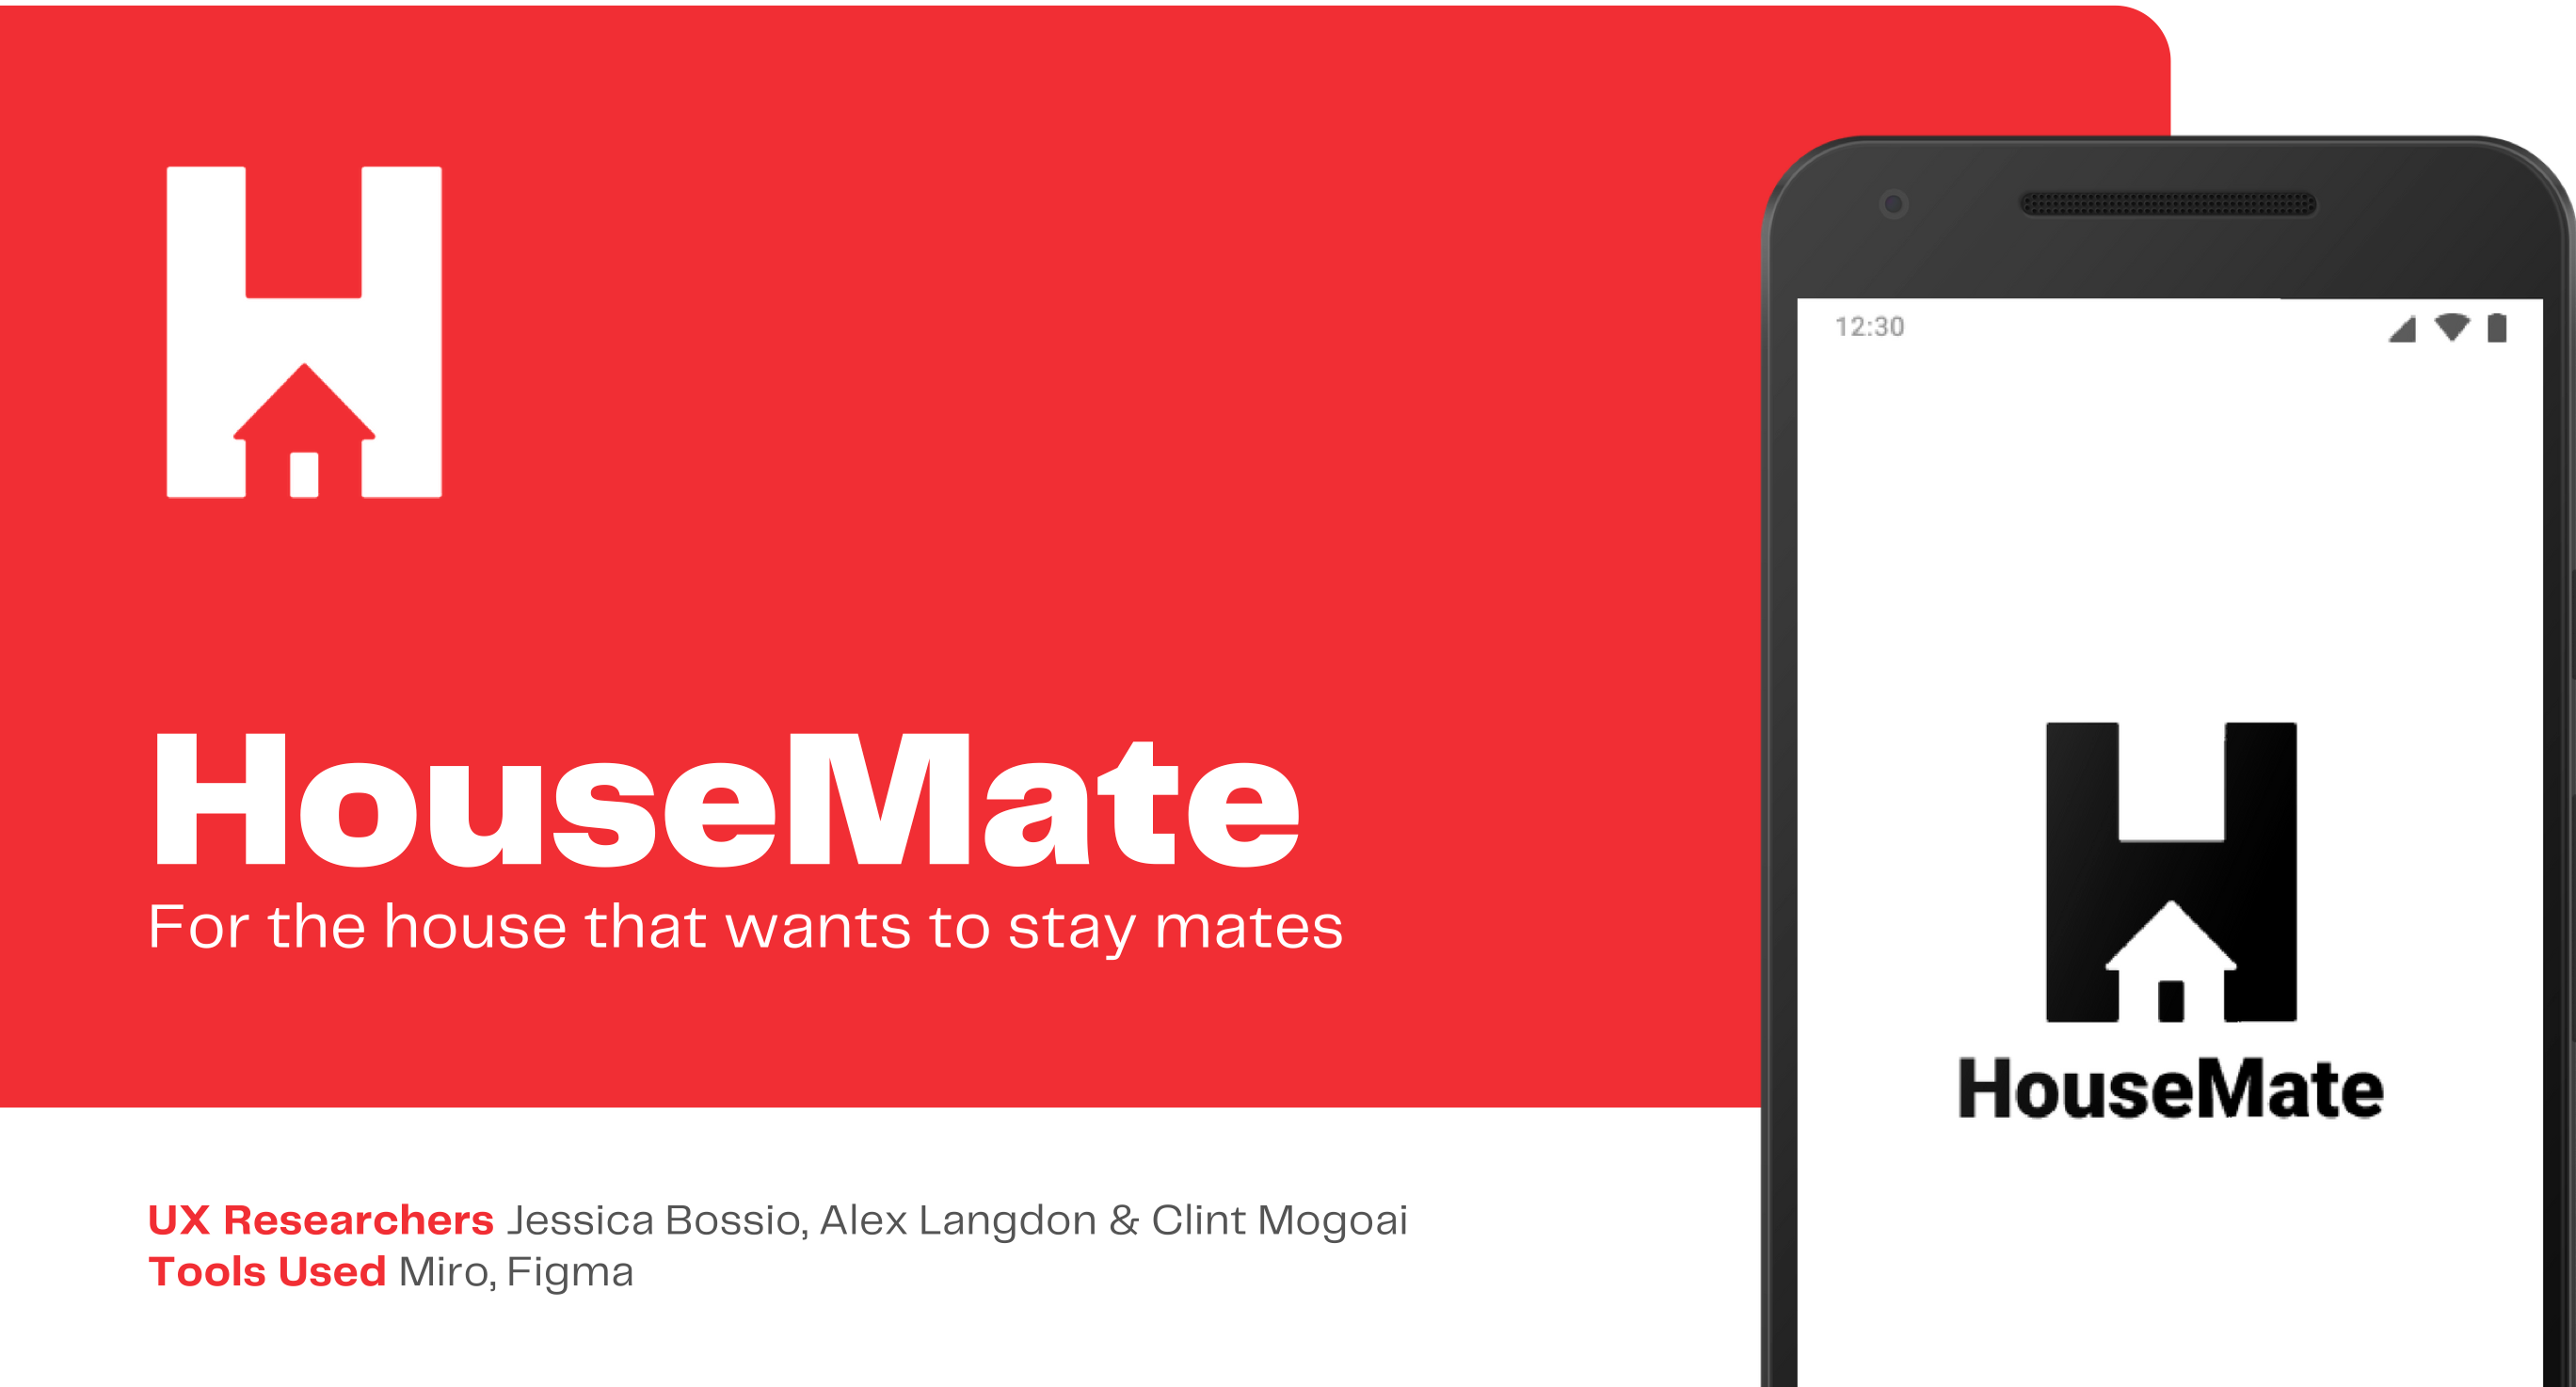 HouseMate
For the house that wants to stay mates
UX Researchers Jessica Bossio, Alex Langdon & Clint Mogoai
Tools Used Miro, Figma
12:30
HouseMate